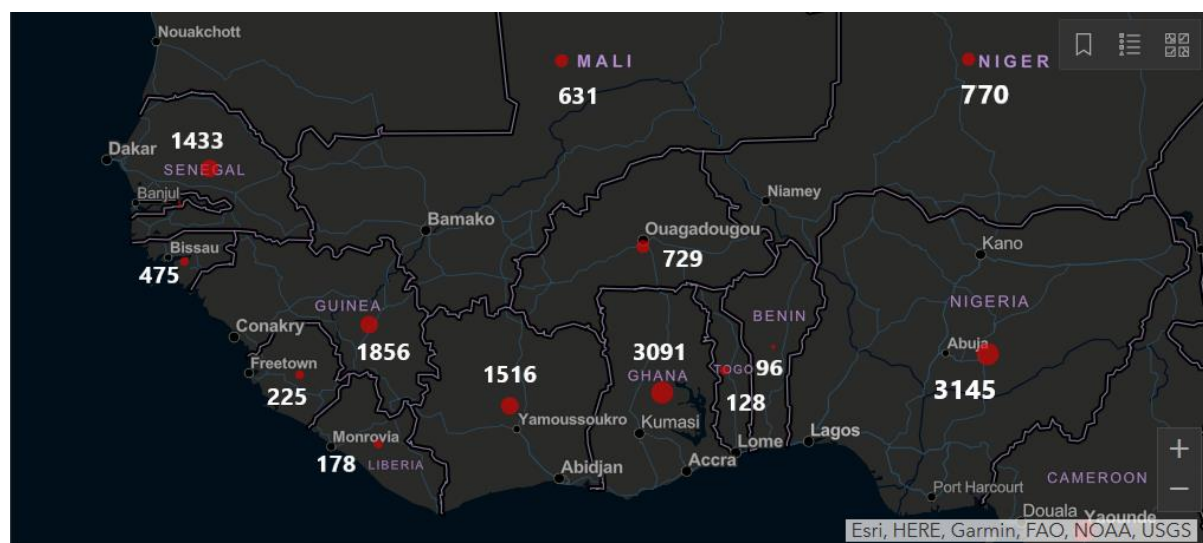 Nouakchott
MALI
631
NIGER
770
1433
Dakar
SENEGAL
Banjul
Niamey
Bamako
Ouagadougou
729
Bissau
475
Kano
GUINEA
NIGERIA
BENIN
Conakry
1856
3091
Abuja
Freetown
1516
GHANA
TOGO
96
225
128
3145
Yamoussoukro
Kumasi
Monrovia
178
LIBERIA
Lagos
Lome
Abidjan
Accra
CAMEROON
Port Harcourt
Douala
Yaounde
Esri, HERE, Garmin, FAO, NOAA, USGS
+
−